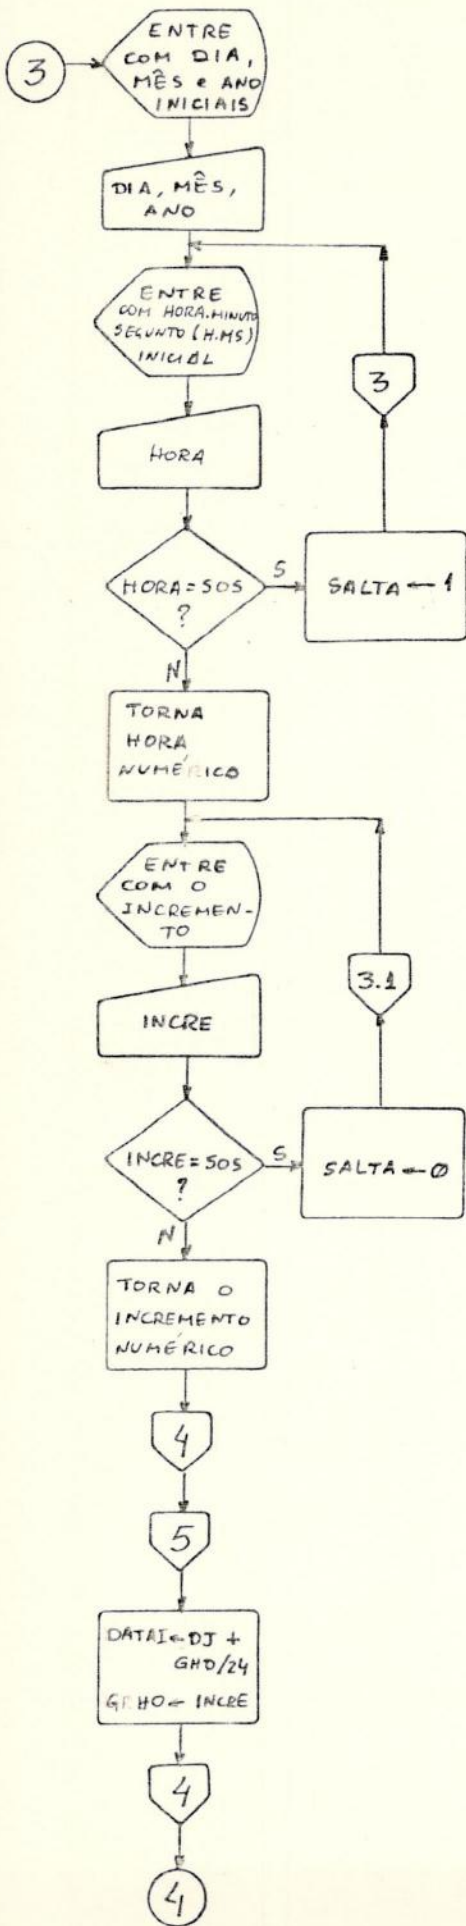 3
ENTRE
COM DIA,
MÊS e ANO
INICIAIS
DIA, MÊS,
ANO
ENTRE
COM HORA.MINUTO
SEGUNTO (H.MS)
INICIAL
3
HORA
HORA=SOS
?
S
SALTA ← 1
N
TORNA
HORA
NUMÉRICO
ENTRE
COM O
INCREMEN-
TO
3.1
INCRE
INCRE=SOS
?
S
SALTA ← 0
N
TORNA O
INCREMENTO
NUMÉRICO
4
5
DATAI ← DJ +
GHD/24
← INCRE
4
4